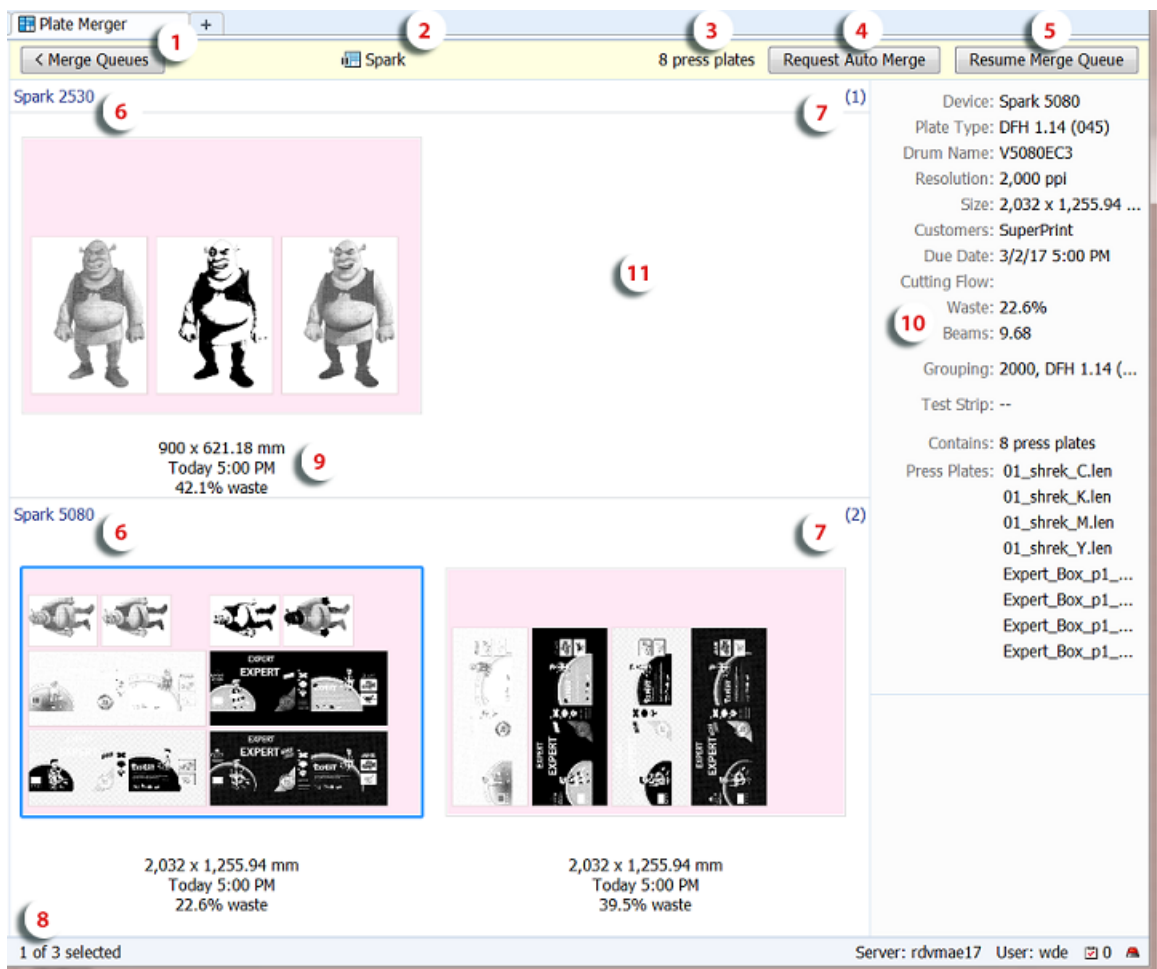 Plate Merger
+
1
2
3
4
5
< Merge Queues
Spark
8 press plates
Request Auto Merge
Resume Merge Queue
Spark 2530
6
7
(1)
11
900 x 621.18 mm
Today 5:00 PM
42.1% waste
9
Spark 5080
6
7
(2)
EXPERT
EXPERT
EXPERT
EXPERT
EXPERT
EXPERT
2,032 x 1,255.94 mm
Today 5:00 PM
22.6% waste
2,032 x 1,255.94 mm
Today 5:00 PM
39.5% waste
8
Device: Spark 5080
Plate Type: DFH 1.14 (045)
Drum Name: V5080EC3
Resolution: 2,000 ppi
Size: 2,032 x 1,255.94 ...
Customers: SuperPrint
Due Date: 3/2/17 5:00 PM
Cutting Flow:
Waste: 22.6%
10
Beams: 9.68
Grouping: 2000, DFH 1.14 (...
Test Strip: --
Contains: 8 press plates
Press Plates: 01_shrek_C.len
01_shrek_K.len
01_shrek_M.len
01_shrek_Y.len
Expert_Box_p1_...
Expert_Box_p1_...
Expert_Box_p1_...
Expert_Box_p1_...
1 of 3 selected
Server: rdvmae17 User: wde 0